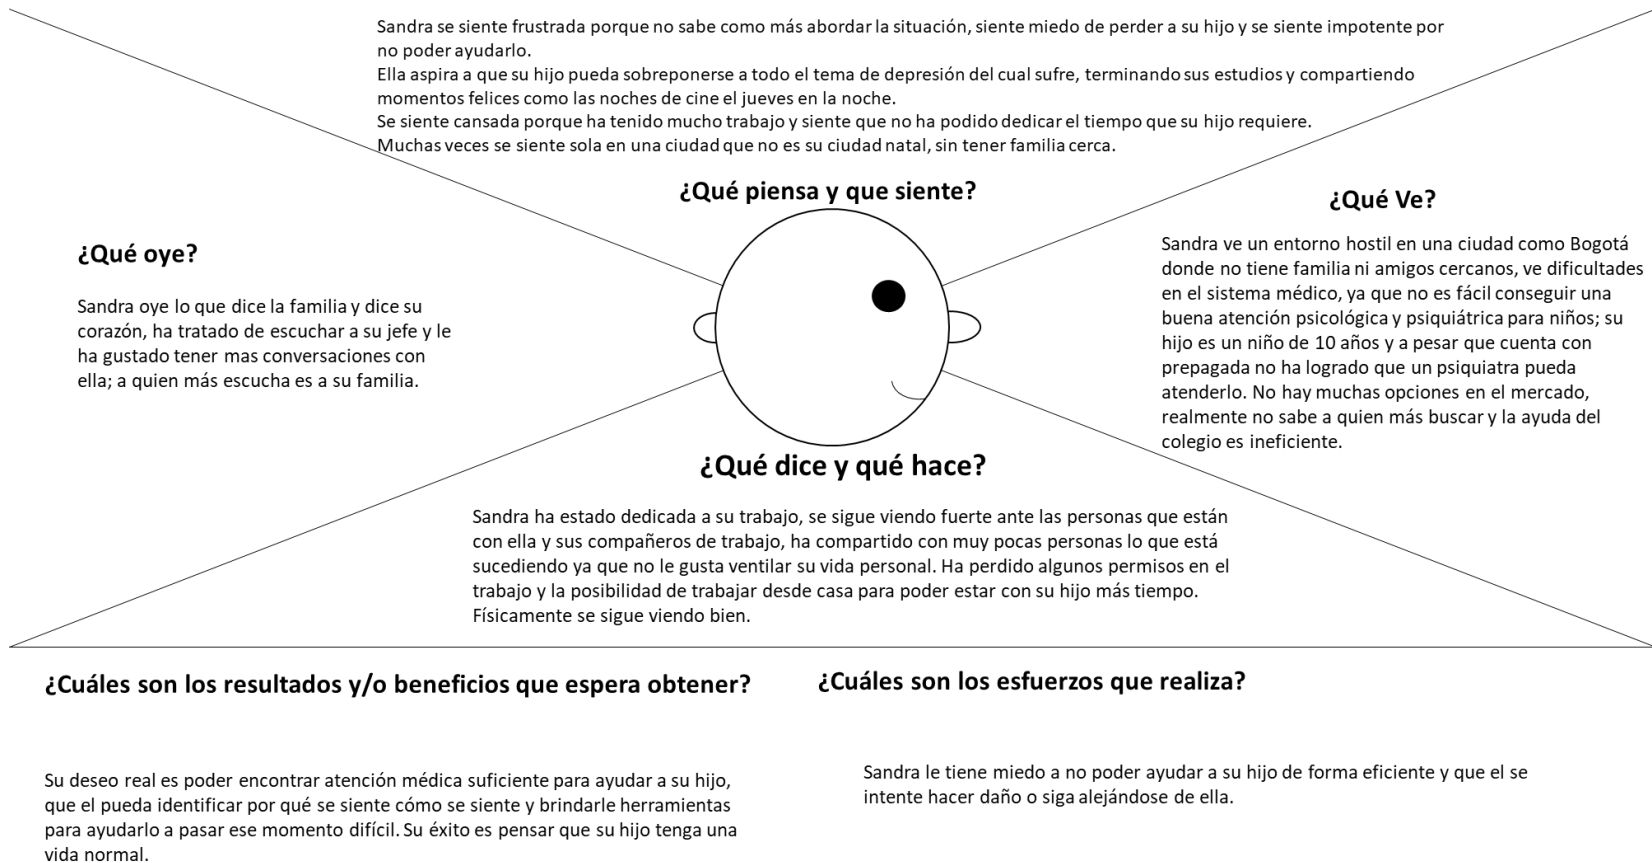 Sandra se siente frustrada porque no sabe como más abordar la situación, siente miedo de perder a su hijo y se siente impotente por
no poder ayudarlo.
Ella aspira a que su hijo pueda sobreponerse a todo el tema de depresión del cual sufre, terminando sus estudios y compartiendo
momentos felices como las noches de cine el jueves en la noche.
Se siente cansada porque ha tenido mucho trabajo y siente que no ha podido dedicar el tiempo que su hijo requiere.
Muchas veces se siente sola en una ciudad que no es su ciudad natal, sin tener familia cerca.
¿Qué piensa y que siente?
¿Qué oye?
Sandra oye lo que dice la familia y dice su
corazón, ha tratado de escuchar a su jefe y le
ha gustado tener mas conversaciones con
ella; a quien más escucha es a su familia.
¿Qué Ve?
Sandra ve un entorno hostil en una ciudad como Bogotá
donde no tiene familia ni amigos cercanos, ve dificultades
en el sistema médico, ya que no es fácil conseguir una
buena atención psicológica y psiquiátrica para niños; su
hijo es un niño de 10 años y a pesar que cuenta con
prepagada no ha logrado que un psiquiatra pueda
atenderlo. No hay muchas opciones en el mercado,
realmente no sabe a quien más buscar y la ayuda del
colegio es ineficiente.
¿Qué dice y qué hace?
Sandra ha estado dedicada a su trabajo, se sigue viendo fuerte ante las personas que están
con ella y sus compañeros de trabajo, ha compartido con muy pocas personas lo que está
sucediendo ya que no le gusta ventilar su vida personal. Ha perdido algunos permisos en el
trabajo y la posibilidad de trabajar desde casa para poder estar con su hijo más tiempo.
Físicamente se sigue viendo bien.
¿Cuáles son los resultados y/o beneficios que espera obtener?
Su deseo real es poder encontrar atención médica suficiente para ayudar a su hijo,
que el pueda identificar por qué se siente cómo se siente y brindarle herramientas
para ayudarlo a pasar ese momento difícil. Su éxito es pensar que su hijo tenga una
vida normal.
¿Cuáles son los esfuerzos que realiza?
Sandra le tiene miedo a no poder ayudar a su hijo de forma eficiente y que el se
intente hacer daño o siga alejándose de ella.